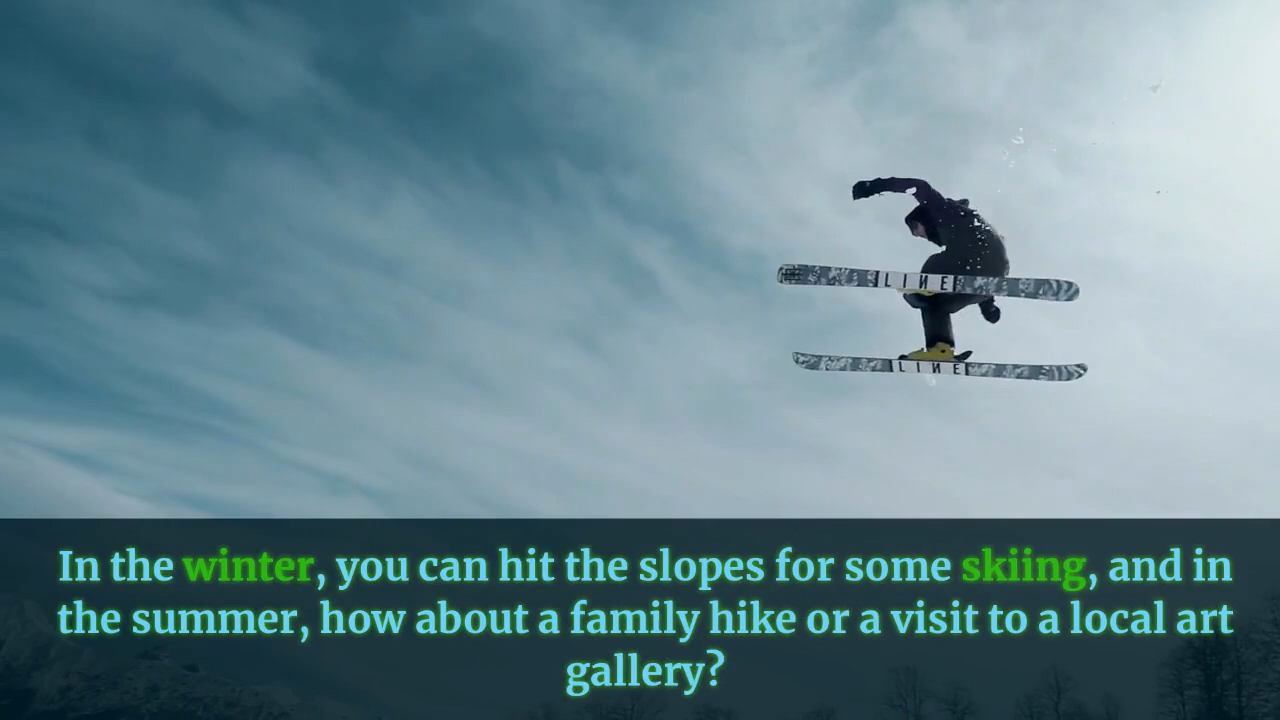 LINE
LINE
In the winter, you can hit the slopes for some skiing, and in
the summer, how about a family hike or a visit to a local art
gallery?